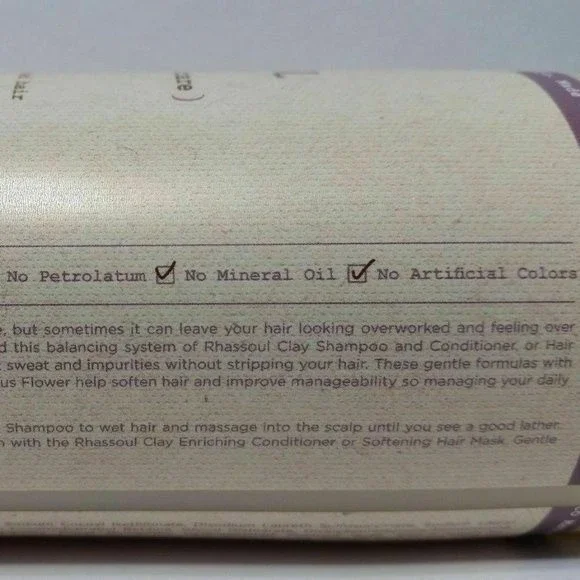 hair
No Petrolatum No Mineral Oil No Artificial Colors
but sometimes it can leave your hair looking overworked and feeling over
this balancing system of Rhassoul Clay Shampoo and Conditioner, or Hair
sweat and impurities without stripping your hair. These gentle formulas with
Flower help soften hair and improve manageability so managing your daily
Shampoo to wet hair and massage into the scalp until you see a good lather.
with the Rhassoul Clay Enriching Conditioner or Softening Hair Mask. Gentle